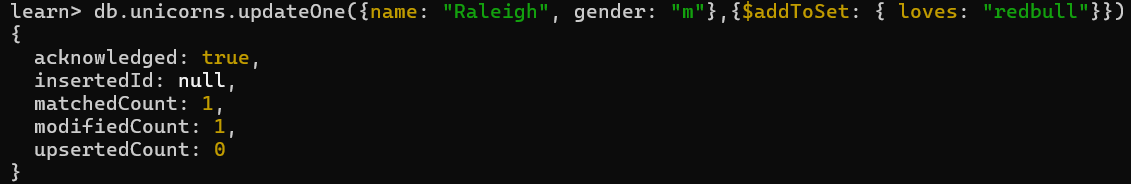 learn> db.unicorns.updateOne({name: "Raleigh", gender: "m"},{$addToSet: { loves: "redbull"}})
{
  acknowledged: true,
  insertedId: null,
  matchedCount: 1,
  modifiedCount: 1,
  upsertedCount: 0
}